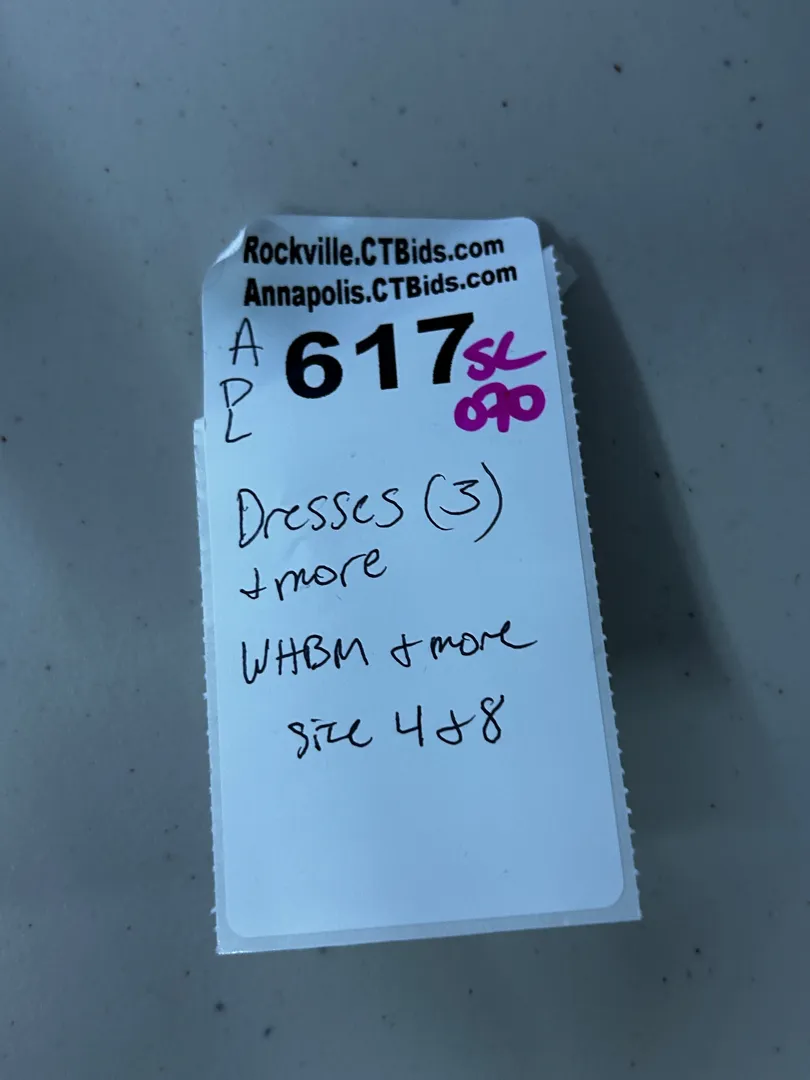 Rockville.CTBids.com
Annapolis.CTBids.com
A
D
L
617
SL
070
Dresses (3)
& more
WHBM & more
size 4 & 8